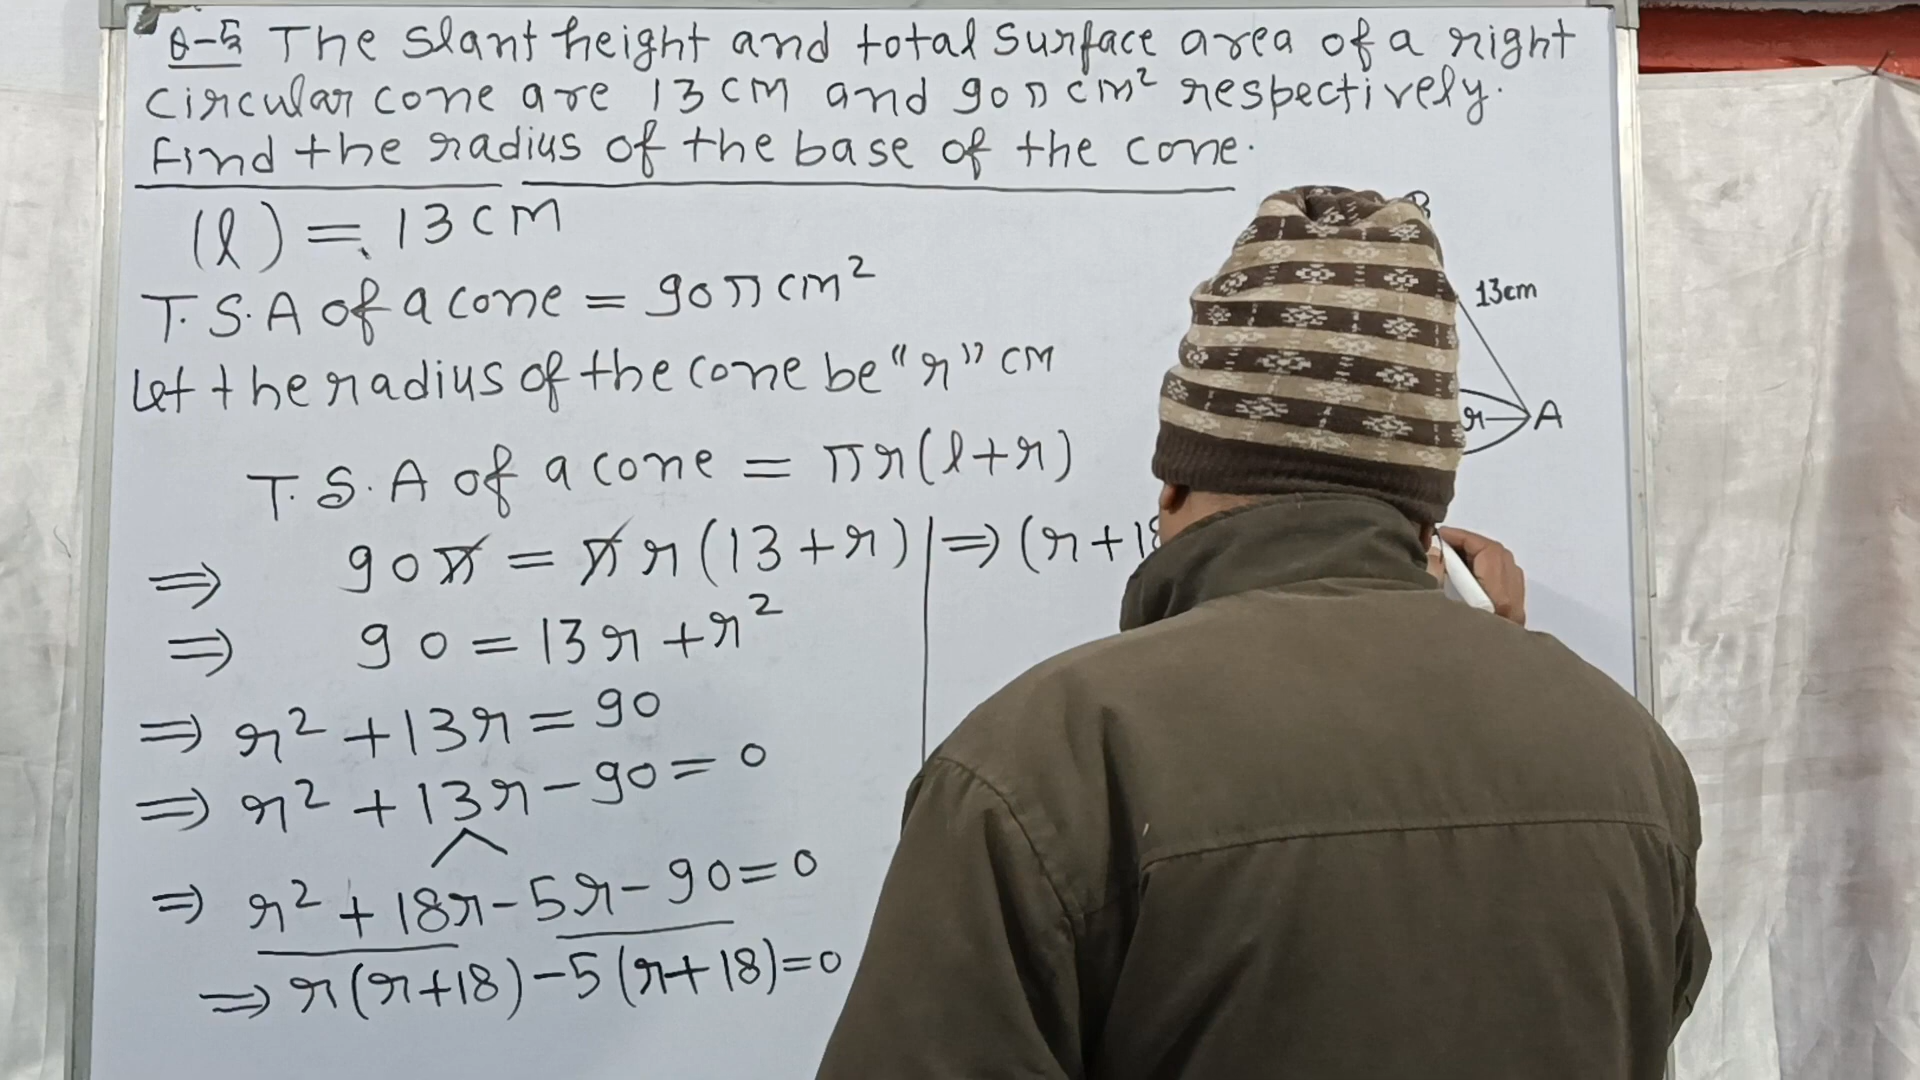 Q-5 The slant height and total surface area of a right
circular cone are 13 cm and 90π cm² respectively.
Find the radius of the base of the cone.
(l) = 13 cm
T.S.A of a cone = 90π cm²
Let the radius of the cone be "r" cm
T.S.A of a cone = πr(l+r)
⇒ 90π = πr(13+r)
⇒ 90 = 13r + r²
⇒ r² + 13r = 90
⇒ r² + 13r - 90 = 0
⇒ r² + 18r - 5r - 90 = 0
⇒ r(r+18) - 5(r+18) = 0
⇒ (r+18
B
13cm
r
A